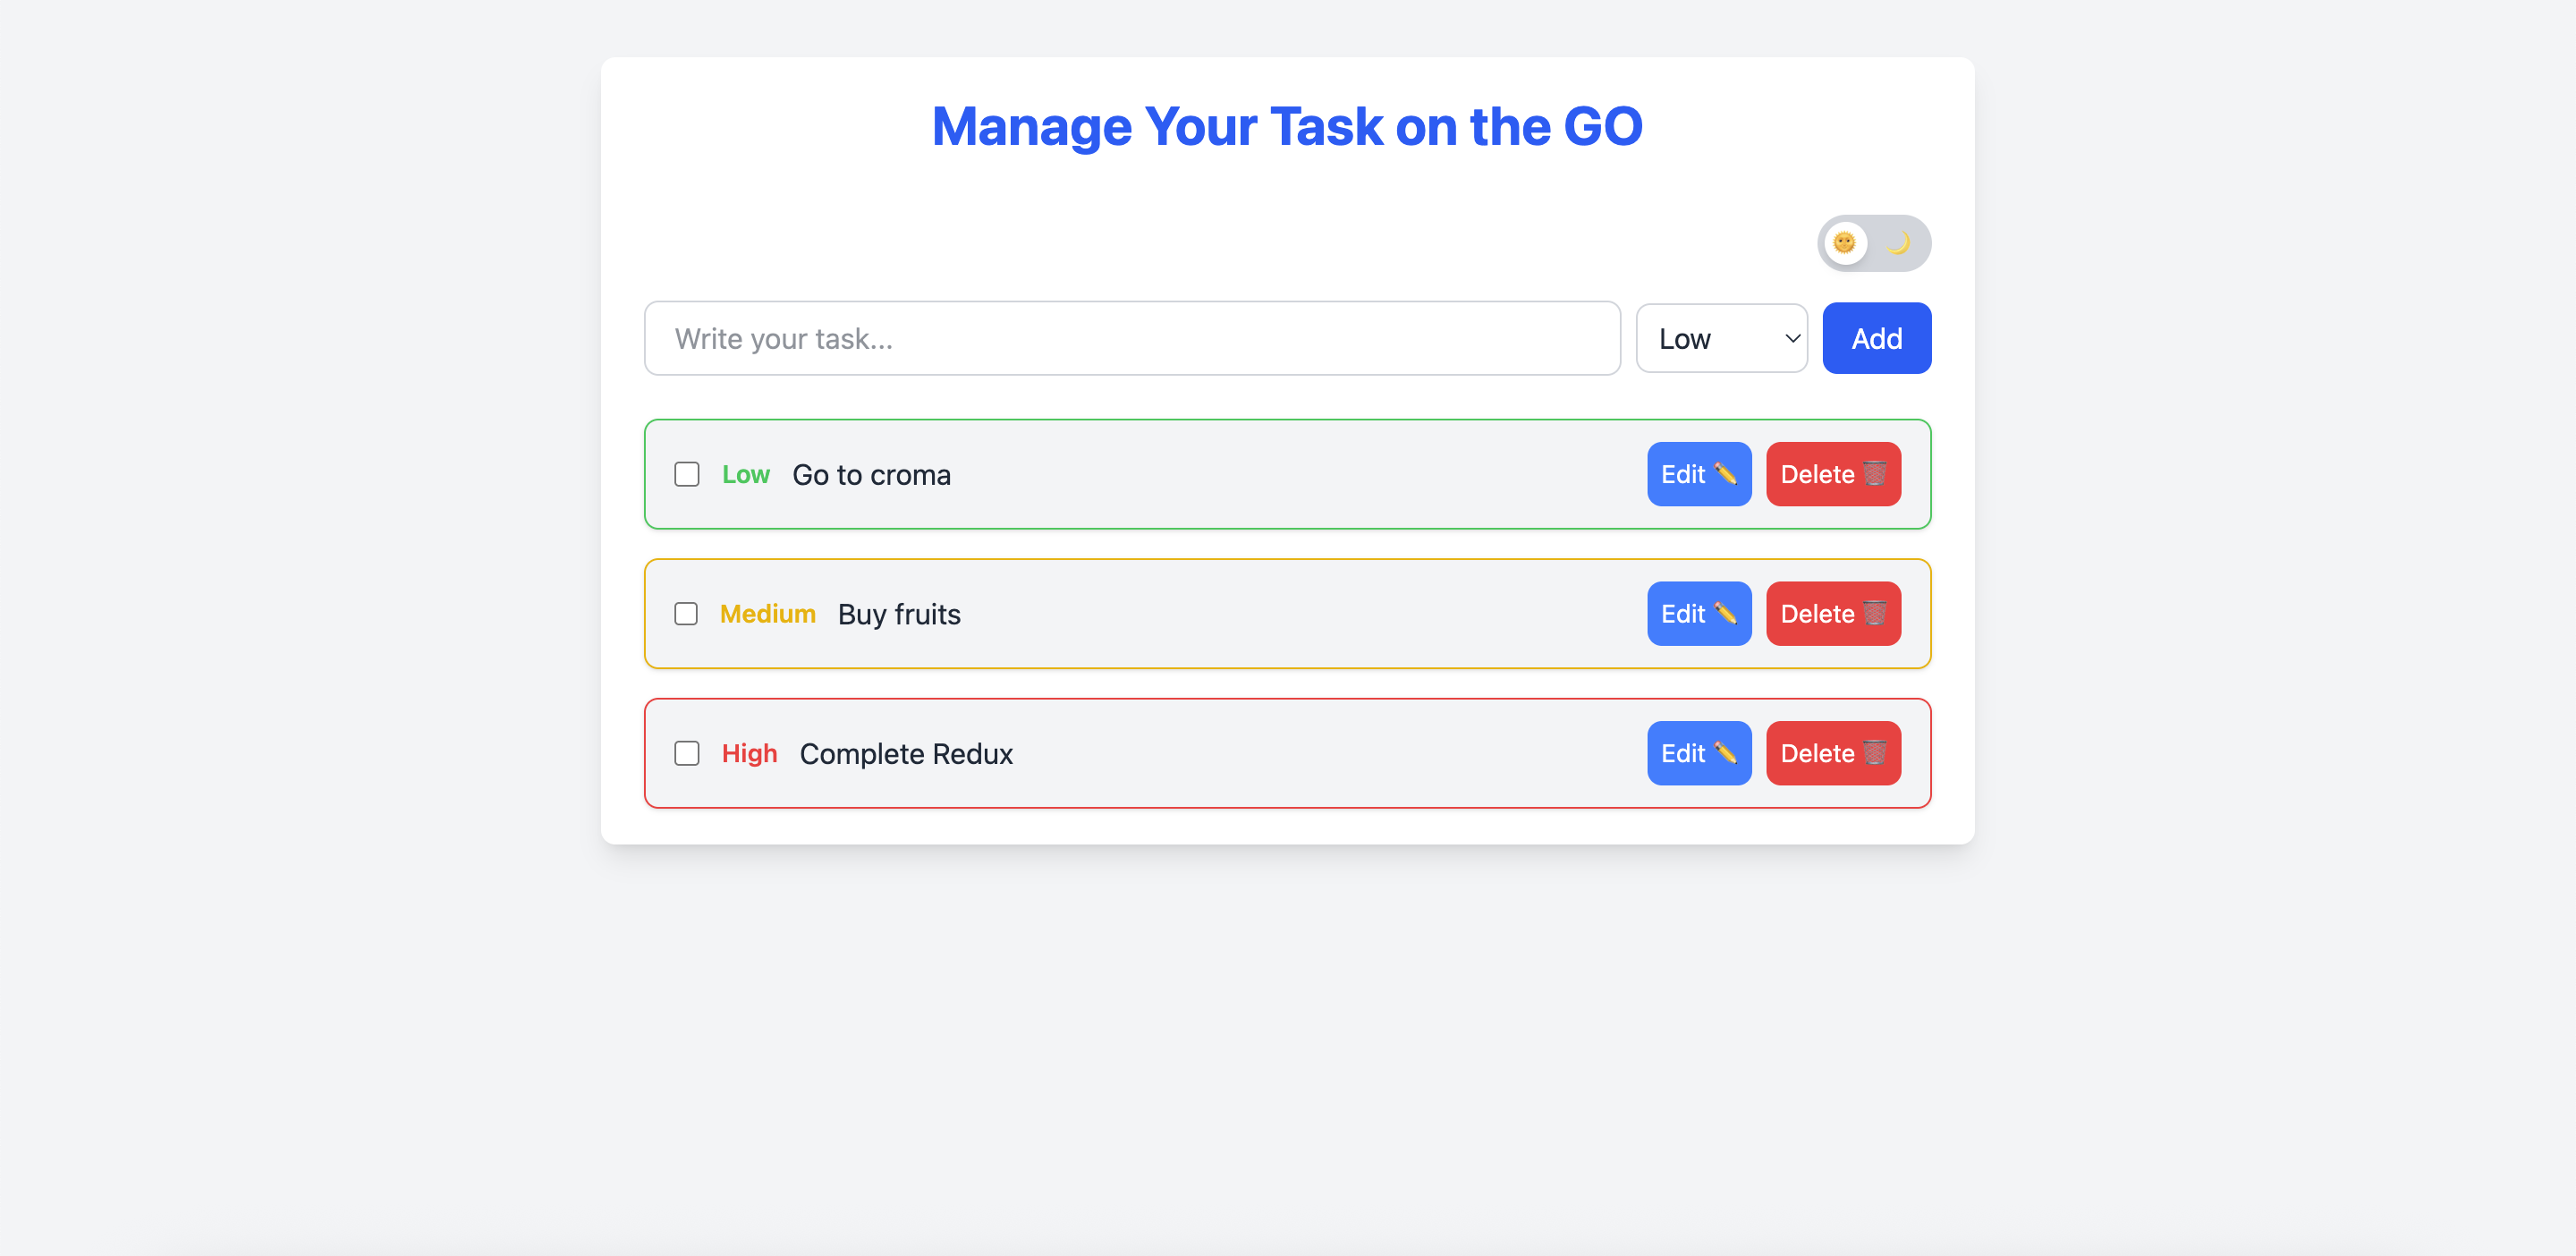 Manage Your Task on the GO
Write your task...
Low
Add
Low Go to croma Edit Delete
Medium Buy fruits Edit Delete
High Complete Redux Edit Delete